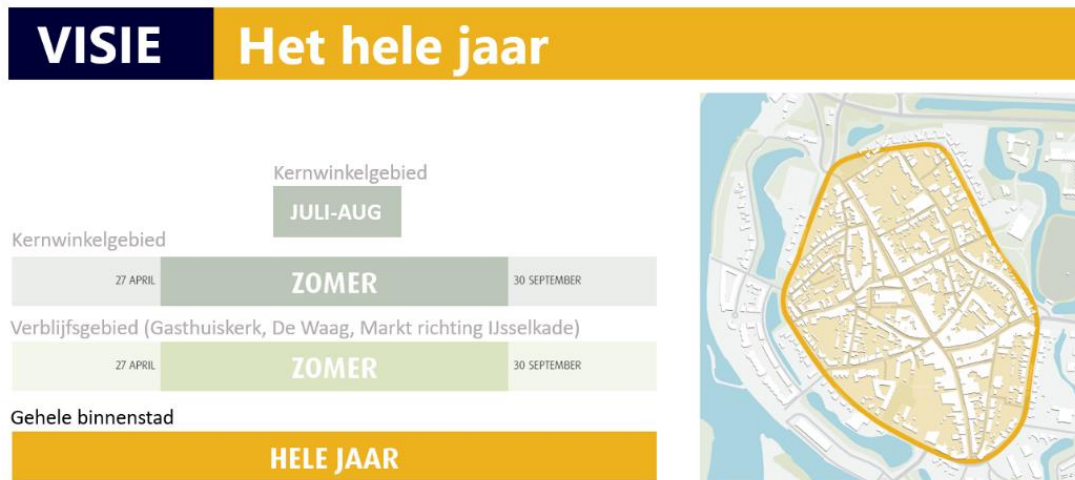 VISIE Het hele jaar
Kernwinkelgebied
JULI-AUG
Kernwinkelgebied
27 APRIL ZOMER 30 SEPTEMBER
Verblijfsgebied (Gasthuiskerk, De Waag, Markt richting IJsselkade)
27 APRIL ZOMER 30 SEPTEMBER
Gehele binnenstad
HELE JAAR